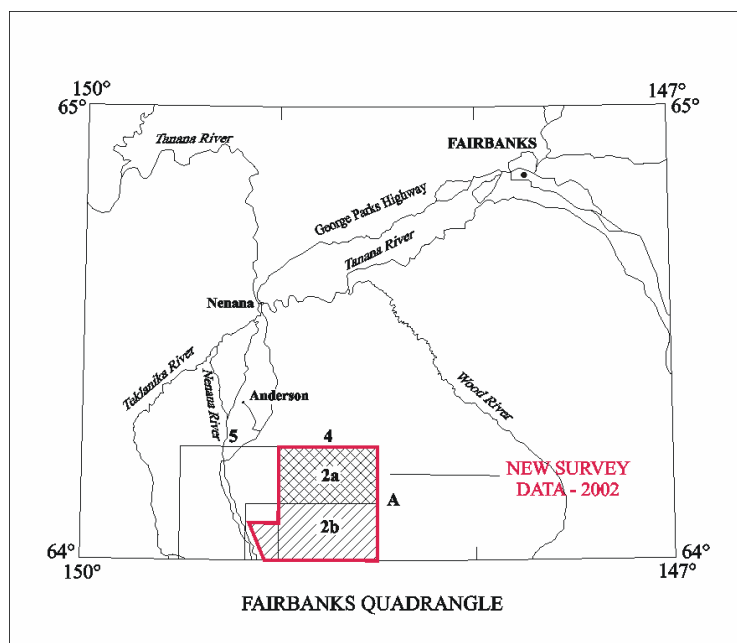 150°
147°
65°
65°
Tanana River
FAIRBANKS
George Parks Highway
Tanana River
Nenana
Teklanika River
Nenana River
Wood River
Anderson
5
4
2a
NEW SURVEY
DATA - 2002
A
2b
64°
64°
150°
147°
FAIRBANKS QUADRANGLE